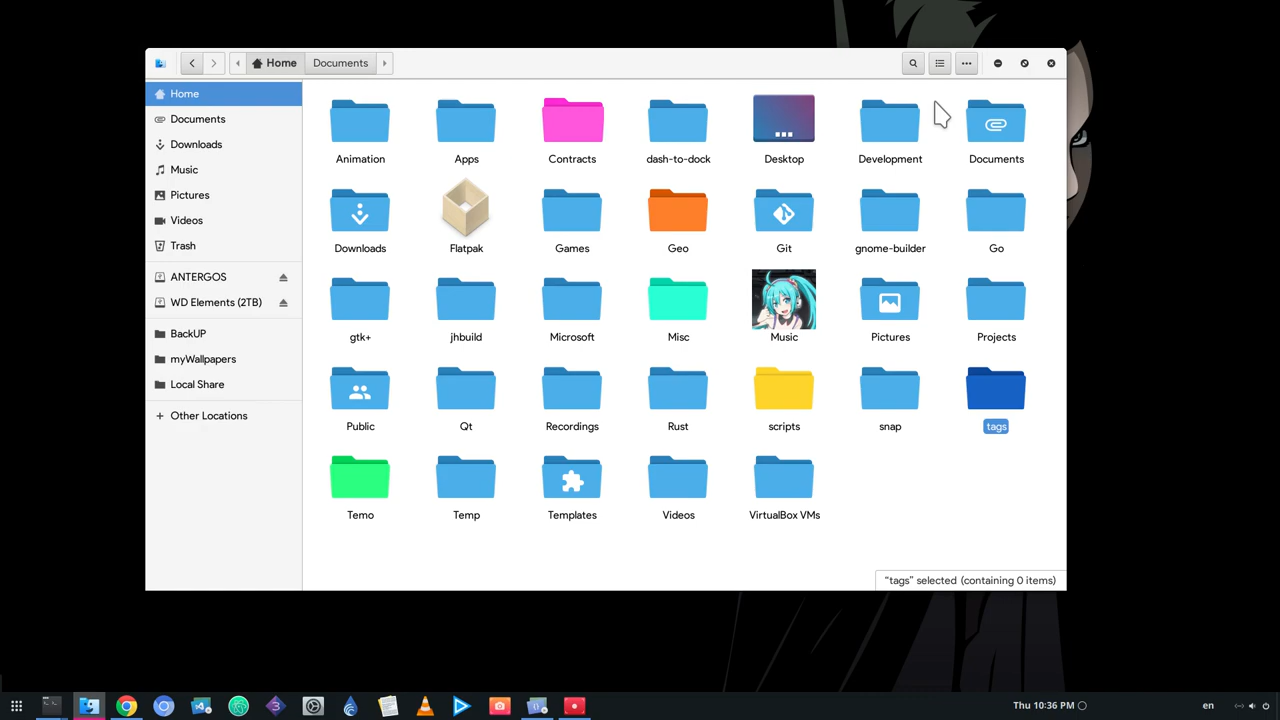 Home
Documents
Home
Documents
Downloads
Music
Pictures
Videos
Trash
ANTERGOS
WD Elements (2TB)
BackUP
myWallpapers
Local Share
Other Locations
Animation
Apps
Contracts
dash-to-dock
Desktop
Development
Documents
Downloads
Flatpak
Games
Geo
Git
gnome-builder
Go
gtk+
jhbuild
Microsoft
Misc
Music
Pictures
Projects
Public
Qt
Recordings
Rust
scripts
snap
tags
Temo
Temp
Templates
Videos
VirtualBox VMs
“tags” selected (containing 0 items)
Thu 10:36 PM
en